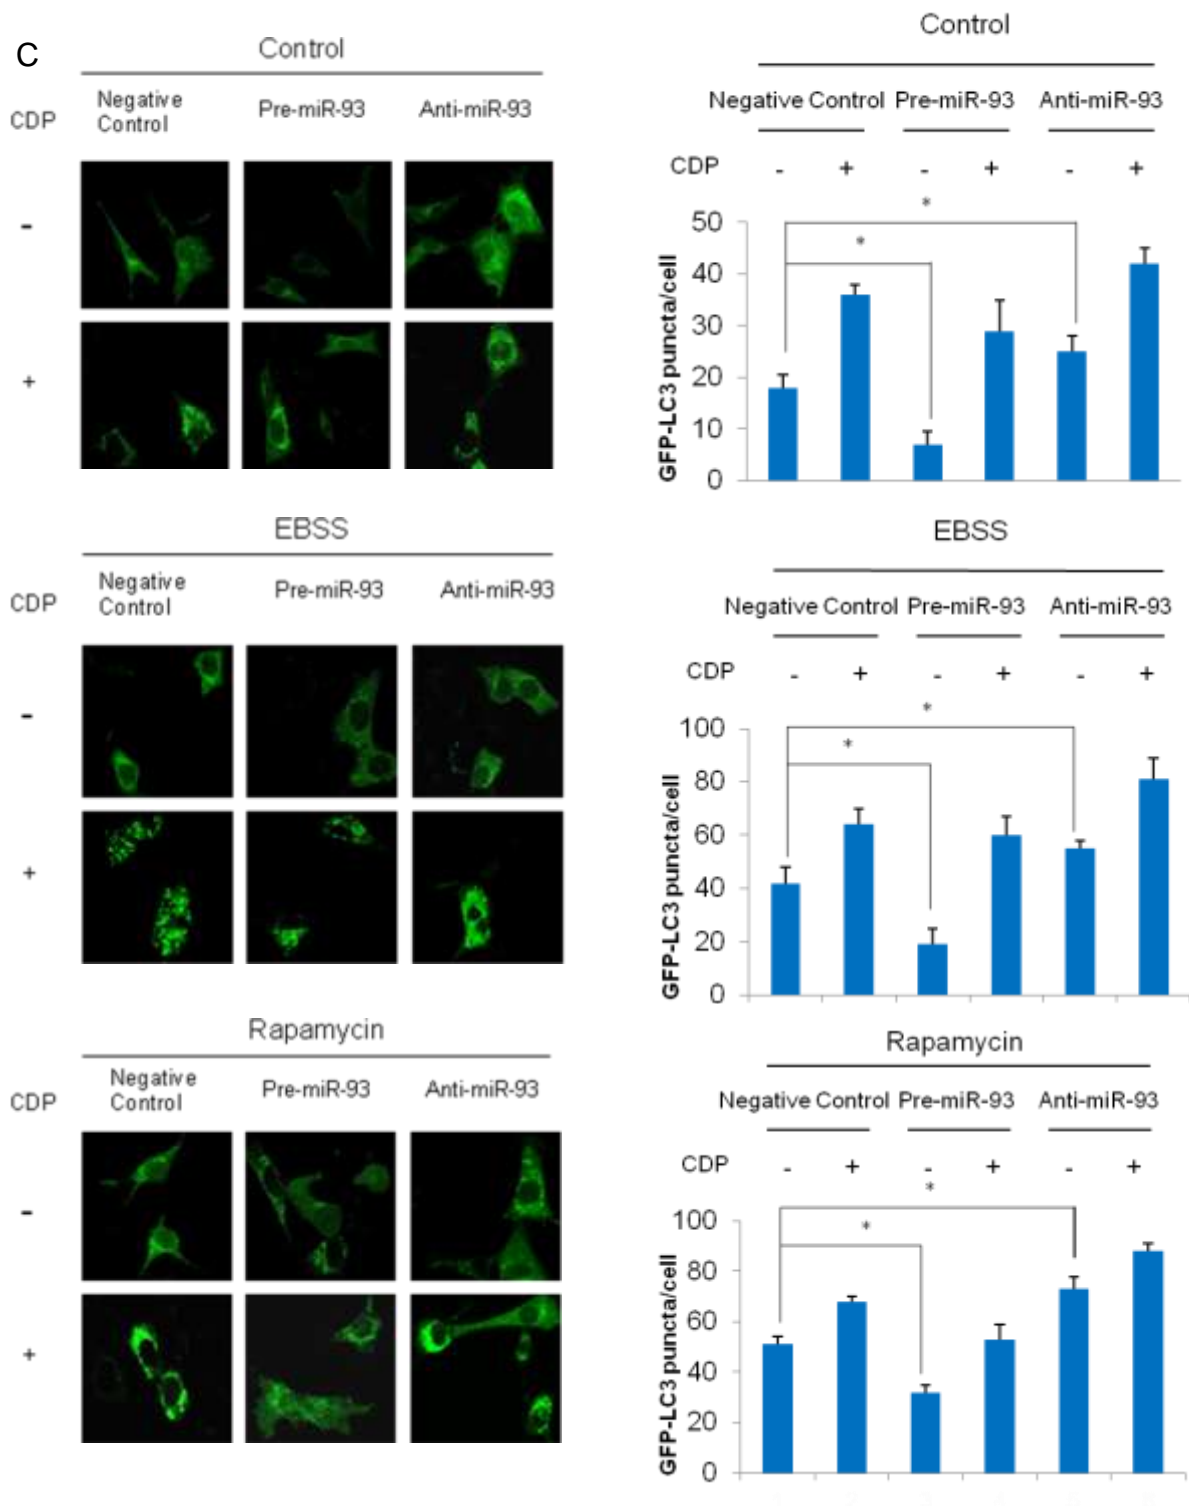 C
Control
CDP
Negative
Control
Pre-miR-93
Anti-miR-93
-
+
EBSS
CDP
Negative
Control
Pre-miR-93
Anti-miR-93
-
+
Rapamycin
CDP
Negative
Control
Pre-miR-93
Anti-miR-93
-
+
Control
Negative Control Pre-miR-93 Anti-miR-93
CDP - + - + - +
*
*
GFP-LC3 puncta/cell
50
40
30
20
10
0
EBSS
Negative Control Pre-miR-93 Anti-miR-93
CDP - + - + - +
*
*
GFP-LC3 puncta/cell
100
80
60
40
20
0
Rapamycin
Negative Control Pre-miR-93 Anti-miR-93
CDP - + - + - +
*
*
GFP-LC3 puncta/cell
100
80
60
40
20
0